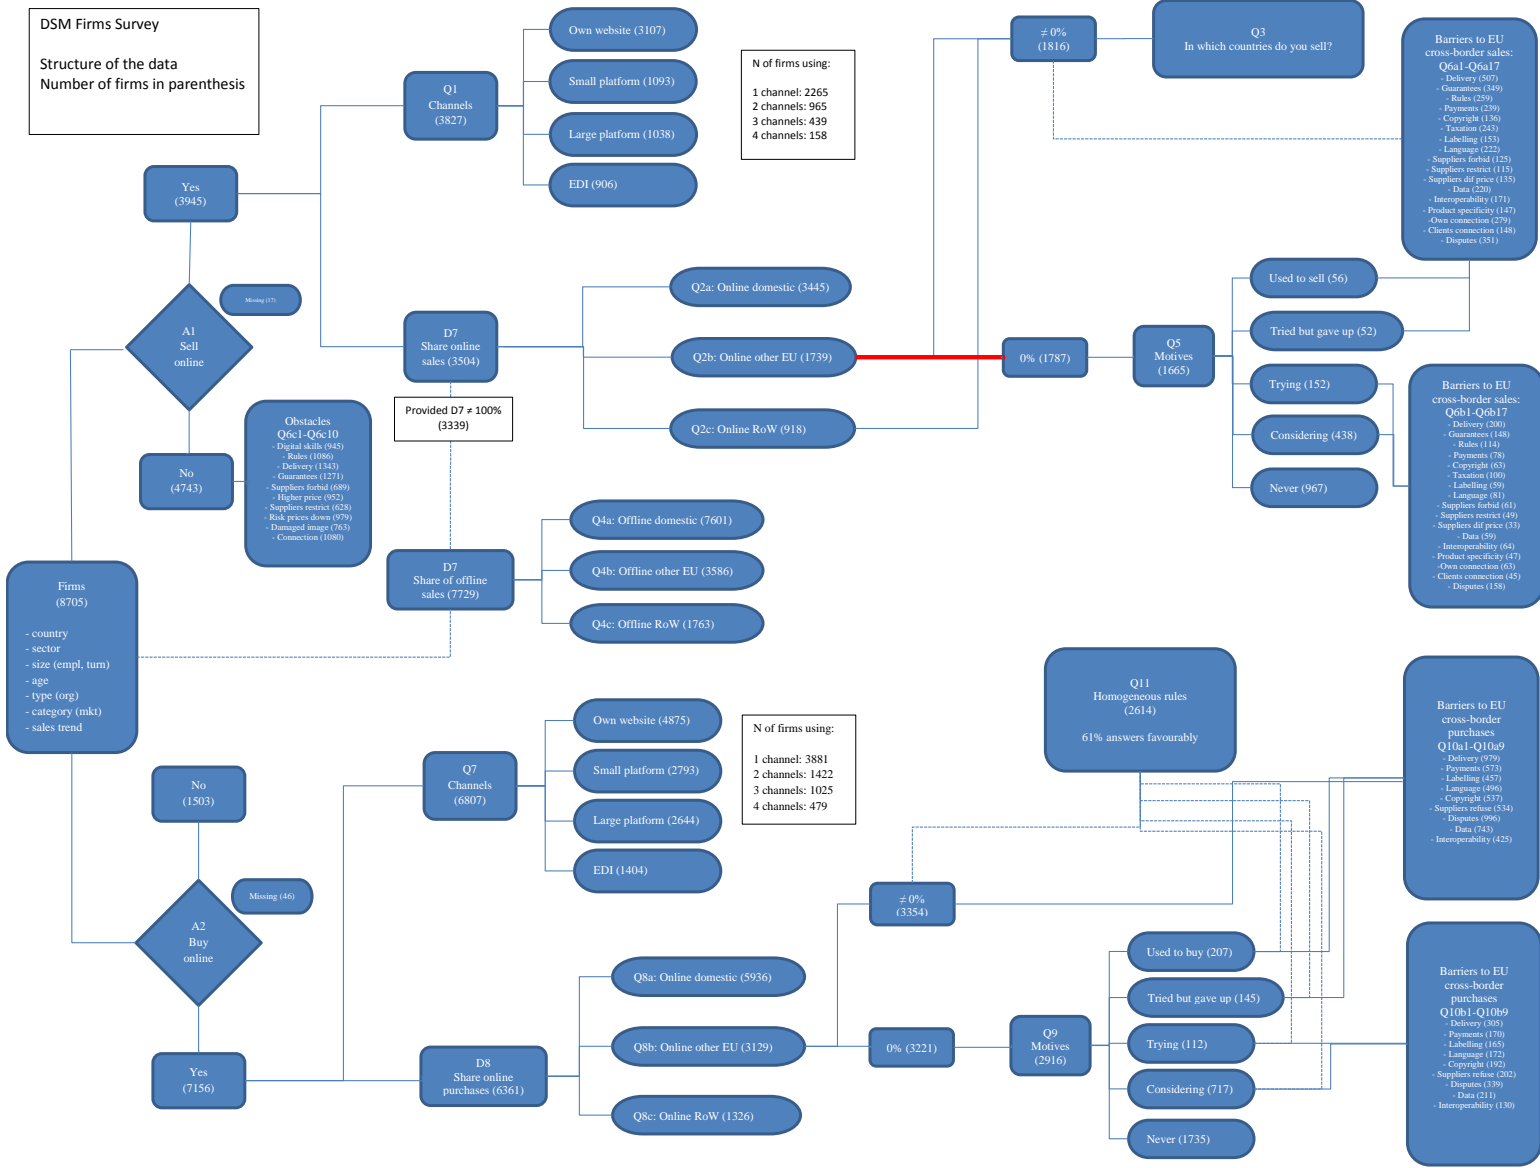 DSM Firms Survey
Structure of the data
Number of firms in parenthesis
Q1
Channels
(3827)
Own website (3107)
Small platform (1093)
Large platform (1038)
EDI (906)
N of firms using:
1 channel: 2265
2 channels: 965
3 channels: 439
4 channels: 158
≠ 0%
(1816)
Q3
In which countries do you sell?
Barriers to EU
cross-border sales:
Q6a1-Q6a17
- Delivery (507)
- Guarantees (349)
- Rules (259)
- Payments (239)
- Copyright (136)
- Taxation (243)
- Labelling (153)
- Language (222)
- Suppliers forbid (125)
- Suppliers restrict (115)
- Suppliers dif price (135)
- Data (220)
- Interoperability (171)
- Product specificity (147)
-Own connection (279)
- Clients connection (148)
- Disputes (351)
Yes
(3945)
Missing (17)
A1
Sell
online
D7
Share online
sales (3504)
Q2a: Online domestic (3445)
Q2b: Online other EU (1739)
Q2c: Online RoW (918)
0% (1787)
Q5
Motives
(1665)
Used to sell (56)
Tried but gave up (52)
Trying (152)
Considering (438)
Never (967)
Barriers to EU
cross-border sales:
Q6b1-Q6b17
- Delivery (200)
- Guarantees (148)
- Rules (114)
- Payments (78)
- Copyright (63)
- Taxation (100)
- Labelling (59)
- Language (81)
- Suppliers forbid (61)
- Suppliers restrict (49)
- Suppliers dif price (33)
- Data (59)
- Interoperability (64)
- Product specificity (47)
-Own connection (63)
- Clients connection (45)
- Disputes (158)
Provided D7 ≠ 100%
(3339)
No
(4743)
Obstacles
Q6c1-Q6c10
- Digital skills (945)
- Rules (1086)
- Delivery (1343)
- Guarantees (1271)
- Suppliers forbid (689)
- Higher price (952)
- Suppliers restrict (628)
- Risk prices down (979)
- Damaged image (763)
- Connection (1080)
D7
Share of offline
sales (7729)
Q4a: Offline domestic (7601)
Q4b: Offline other EU (3586)
Q4c: Offline RoW (1763)
Firms
(8705)
- country
- sector
- size (empl, turn)
- age
- type (org)
- category (mkt)
- sales trend
No
(1503)
Missing (46)
A2
Buy
online
Yes
(7156)
Q7
Channels
(6807)
Own website (4875)
Small platform (2793)
Large platform (2644)
EDI (1404)
N of firms using:
1 channel: 3881
2 channels: 1422
3 channels: 1025
4 channels: 479
Q11
Homogeneous rules
(2614)
61% answers favourably
Barriers to EU
cross-border
purchases
Q10a1-Q10a9
- Delivery (979)
- Payments (573)
- Labelling (457)
- Language (496)
- Copyright (537)
- Suppliers refuse (534)
- Disputes (996)
- Data (743)
- Interoperability (425)
≠ 0%
(3354)
D8
Share online
purchases (6361)
Q8a: Online domestic (5936)
Q8b: Online other EU (3129)
Q8c: Online RoW (1326)
0% (3221)
Q9
Motives
(2916)
Used to buy (207)
Tried but gave up (145)
Trying (112)
Considering (717)
Never (1735)
Barriers to EU
cross-border
purchases
Q10b1-Q10b9
- Delivery (305)
- Payments (170)
- Labelling (165)
- Language (172)
- Copyright (192)
- Suppliers refuse (202)
- Disputes (339)
- Data (211)
- Interoperability (130)